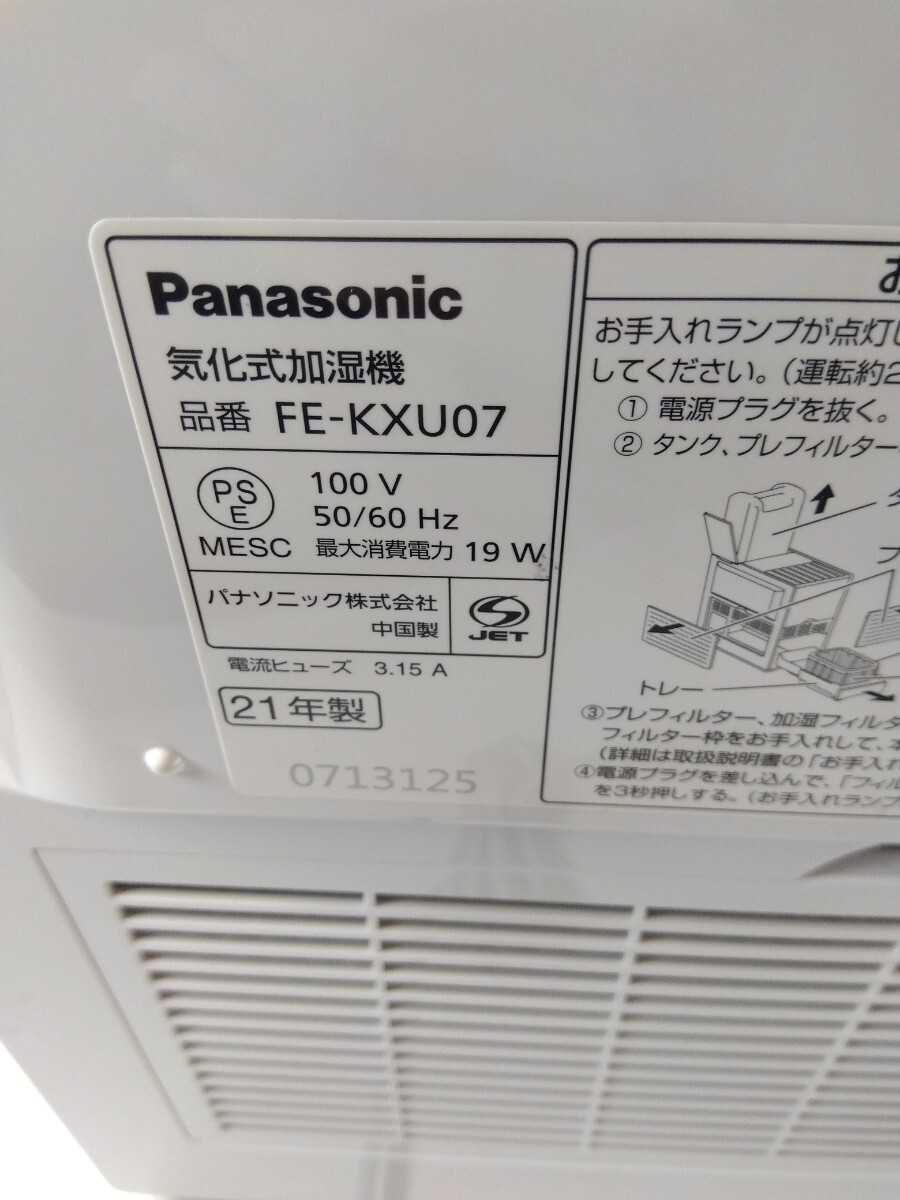 Panasonic
気化式加湿機
品番 FE-KXU07
PS
E
MESC
100 V
50/60 Hz
最大消費電力 19 W
パナソニック株式会社
中国製
JET
電流ヒューズ 3.15 A
21年製
0713125
お
お手入れランプが点灯し
してください。(運転約2
① 電源プラグを抜く。
② タンク、プレフィルター
タ
プ
トレー
③プレフィルター、加湿フィルタ
フィルター枠をお手入れして、本
(詳細は取扱説明書の「お手入れ
④電源プラグを差し込んで、「フィル
を3秒押しする。(お手入れランプ